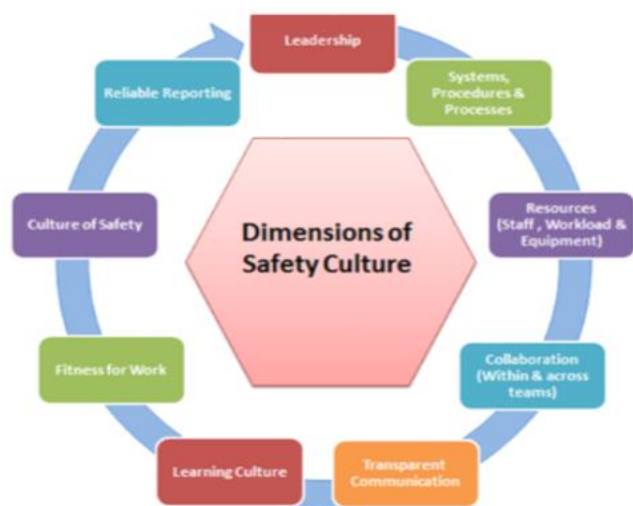 Leadership
Systems,
Procedures &
Processes
Resources
(Staff , Workload &
Equipment)
Collaboration
(Within & across
teams)
Transparent
Communication
Learning Culture
Fitness for Work
Culture of Safety
Reliable Reporting
Dimensions of
Safety Culture